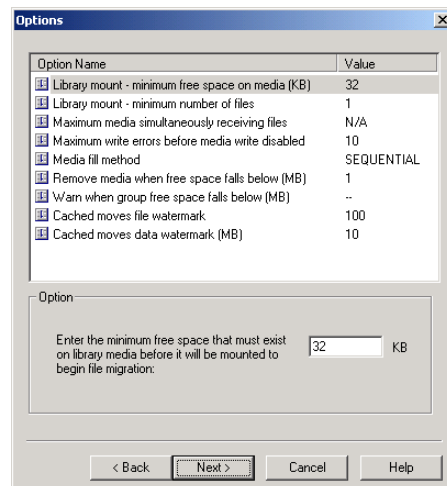 Options
Option Name Value
Library mount - minimum free space on media (KB) 32
Library mount - minimum number of files 1
Maximum media simultaneously receiving files N/A
Maximum write errors before media write disabled 10
Media fill method SEQUENTIAL
Remove media when free space falls below (MB) 1
Warn when group free space falls below (MB) --
Cached moves file watermark 100
Cached moves data watermark (MB) 10
Option
Enter the minimum free space that must exist
on library media before it will be mounted to
begin file migration:
32 KB
< Back Next > Cancel Help